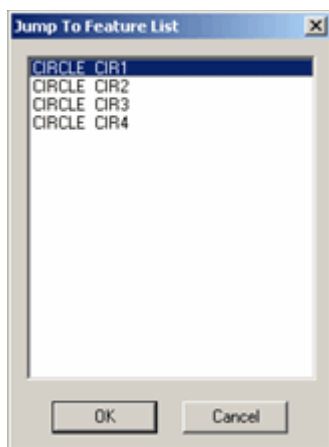 Jump To Feature List
CIRCLE CIR1
CIRCLE CIR2
CIRCLE CIR3
CIRCLE CIR4
OK
Cancel